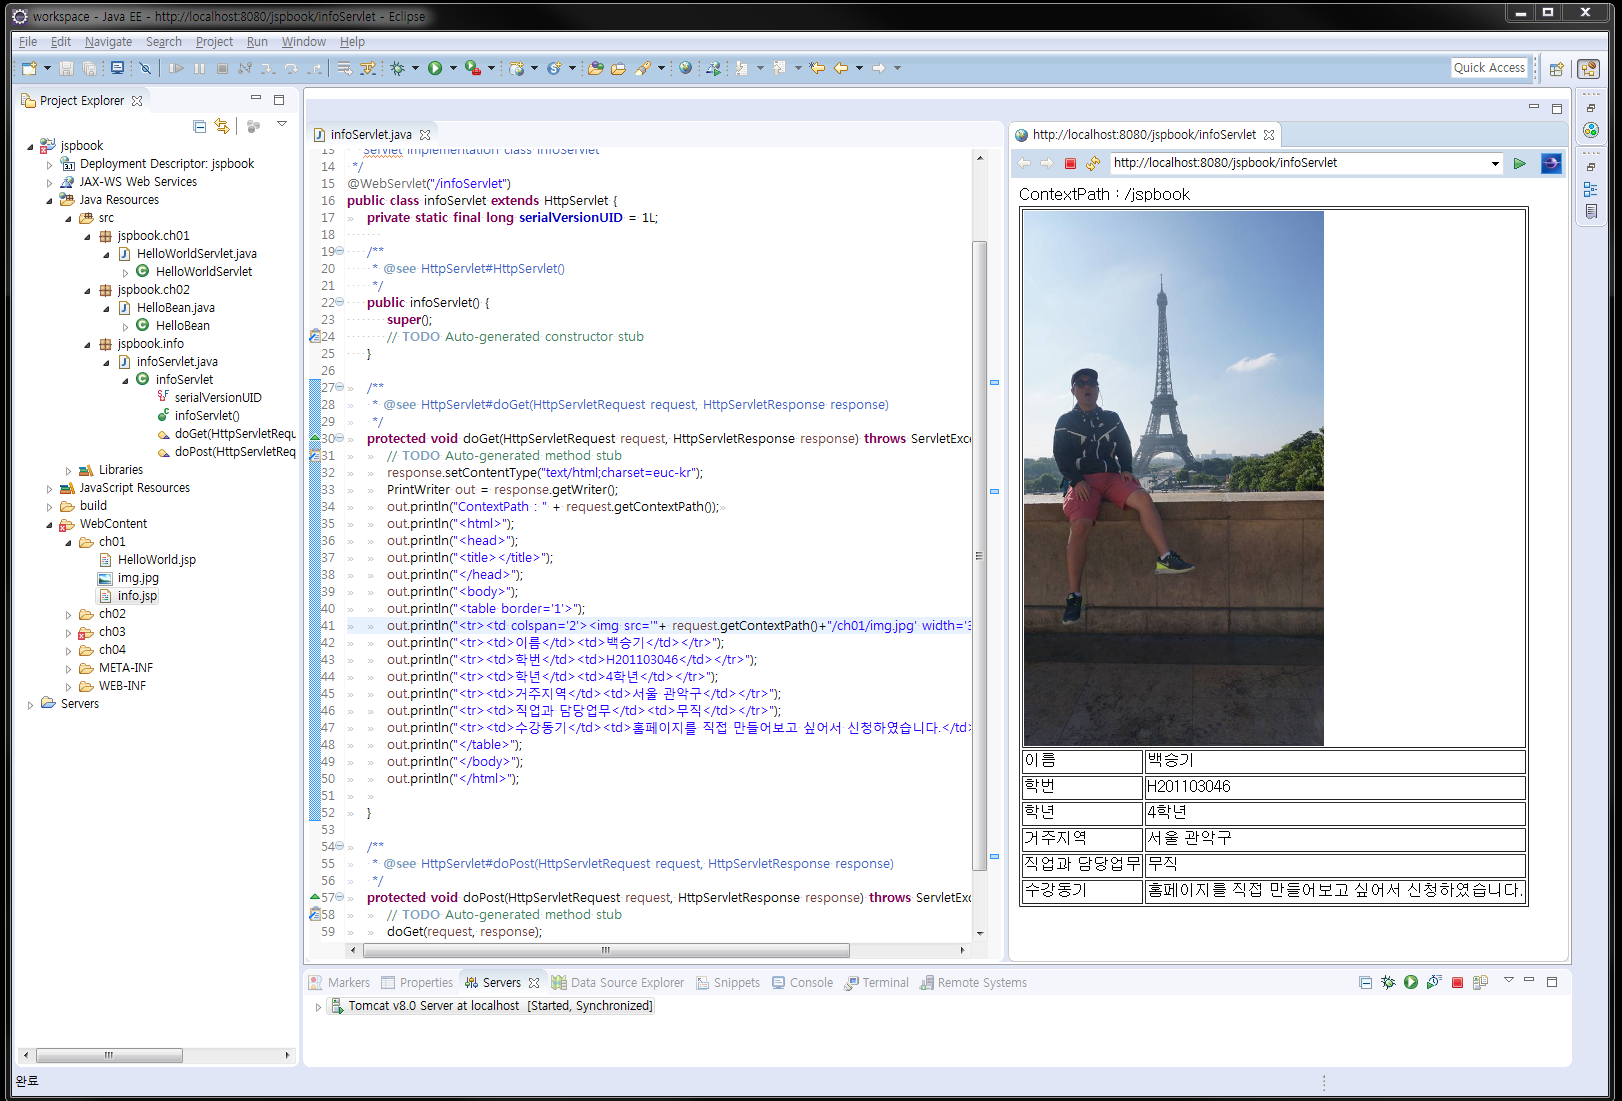 workspace - Java EE - http://localhost:8080/jspbook/infoServlet - Eclipse
File Edit Navigate Search Project Run Window Help
Quick Access
Project Explorer
jspbook
Deployment Descriptor: jspbook
JAX-WS Web Services
Java Resources
src
jspbook.ch01
HelloWorldServlet.java
HelloWorldServlet
jspbook.ch02
HelloBean.java
HelloBean
jspbook.info
infoServlet.java
infoServlet
serialVersionUID
infoServlet()
doGet(HttpServletRequ
doPost(HttpServletReq
Libraries
JavaScript Resources
build
WebContent
ch01
HelloWorld.jsp
img.jpg
info.jsp
ch02
ch03
ch04
META-INF
WEB-INF
Servers
infoServlet.java
13 * Servlet implementation class infoServlet
14 */
15 @WebServlet("/infoServlet")
16 public class infoServlet extends HttpServlet {
17 private static final long serialVersionUID = 1L;
18
19 /**
20 * @see HttpServlet#HttpServlet()
21 */
22 public infoServlet() {
23 super();
24 // TODO Auto-generated constructor stub
25 }
26
27 /**
28 * @see HttpServlet#doGet(HttpServletRequest request, HttpServletResponse response)
29 */
30 protected void doGet(HttpServletRequest request, HttpServletResponse response) throws ServletExc
31 // TODO Auto-generated method stub
32 response.setContentType("text/html;charset=euc-kr");
33 PrintWriter out = response.getWriter();
34 out.println("ContextPath : " + request.getContextPath());
35 out.println("<html>");
36 out.println("<head>");
37 out.println("<title></title>");
38 out.println("</head>");
39 out.println("<body>");
40 out.println("<table border='1'>");
41 out.println("<tr><td colspan='2'><img src='"+ request.getContextPath()+"/ch01/img.jpg' width='3
42 out.println("<tr><td>이름</td><td>백승기</td></tr>");
43 out.println("<tr><td>학번</td><td>H201103046</td></tr>");
44 out.println("<tr><td>학년</td><td>4학년</td></tr>");
45 out.println("<tr><td>거주지역</td><td>서울 관악구</td></tr>");
46 out.println("<tr><td>직업과 담당업무</td><td>무직</td></tr>");
47 out.println("<tr><td>수강동기</td><td>홈페이지를 직접 만들어보고 싶어서 신청하였습니다.</td>
48 out.println("</table>");
49 out.println("</body>");
50 out.println("</html>");
51
52 }
53
54 /**
55 * @see HttpServlet#doPost(HttpServletRequest request, HttpServletResponse response)
56 */
57 protected void doPost(HttpServletRequest request, HttpServletResponse response) throws ServletExc
58 // TODO Auto-generated method stub
59 doGet(request, response);
http://localhost:8080/jspbook/infoServlet
http://localhost:8080/jspbook/infoServlet
ContextPath : /jspbook
이름 백승기
학번 H201103046
학년 4학년
거주지역 서울 관악구
직업과 담당업무 무직
수강동기 홈페이지를 직접 만들어보고 싶어서 신청하였습니다.
Markers Properties Servers Data Source Explorer Snippets Console Terminal Remote Systems
Tomcat v8.0 Server at localhost [Started, Synchronized]
완료